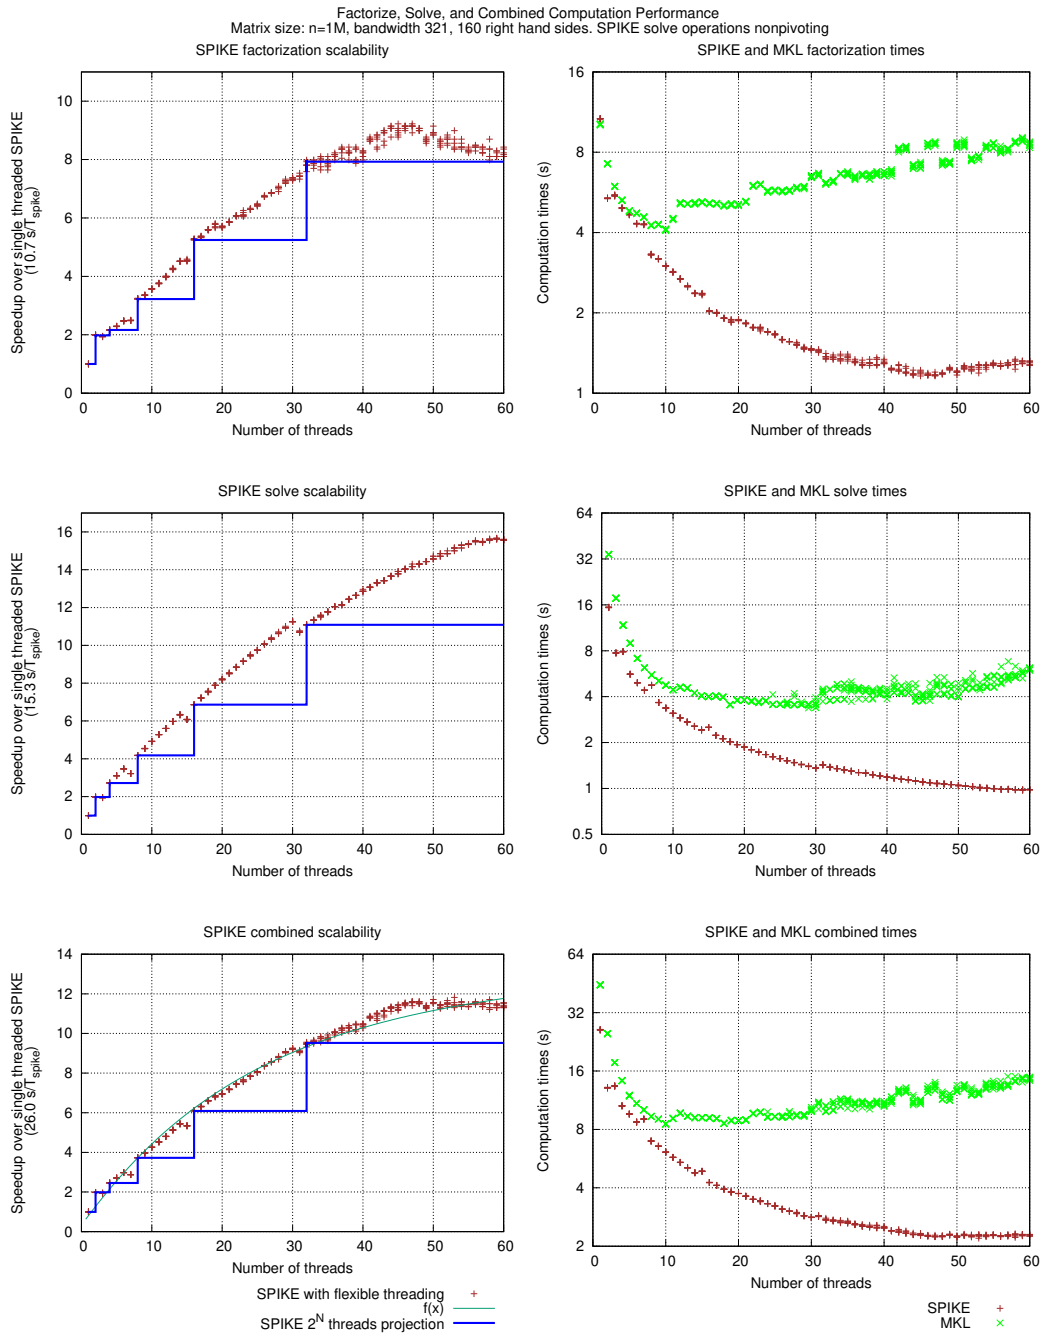 Factorize, Solve, and Combined Computation Performance
Matrix size: n=1M, bandwidth 321, 160 right hand sides. SPIKE solve operations nonpivoting
SPIKE factorization scalability
Speedup over single threaded SPIKE
(10.7 s/T_spike)
10
8
6
4
2
0
0 10 20 30 40 50 60
Number of threads
SPIKE and MKL factorization times
Computation times (s)
16
8
4
2
1
0 10 20 30 40 50 60
Number of threads
SPIKE solve scalability
Speedup over single threaded SPIKE
(15.3 s/T_spike)
16
14
12
10
8
6
4
2
0
0 10 20 30 40 50 60
Number of threads
SPIKE and MKL solve times
Computation times (s)
64
32
16
8
4
2
1
0.5
0 10 20 30 40 50 60
Number of threads
SPIKE combined scalability
Speedup over single threaded SPIKE
(26.0 s/T_spike)
14
12
10
8
6
4
2
0
0 10 20 30 40 50 60
Number of threads
SPIKE with flexible threading
f(x)
SPIKE 2^N threads projection
SPIKE and MKL combined times
Computation times (s)
64
32
16
8
4
2
0 10 20 30 40 50 60
Number of threads
SPIKE
MKL